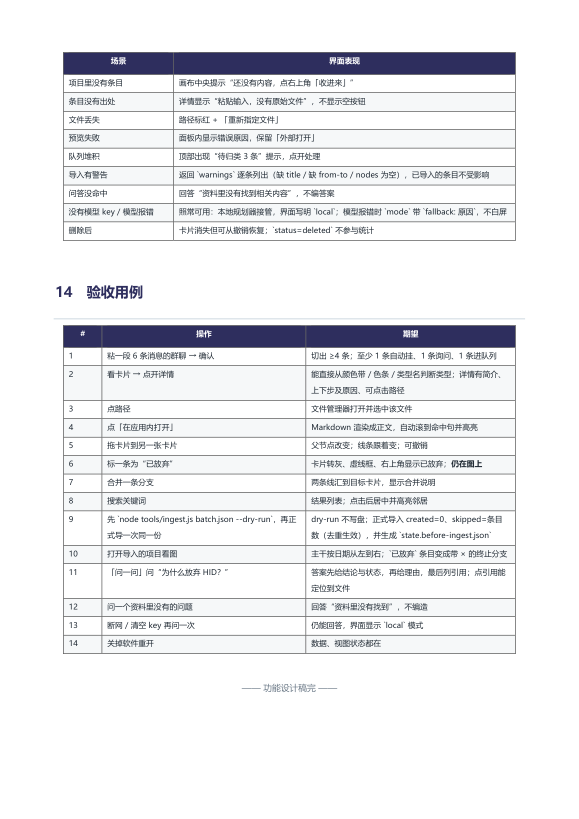 场景 界面表现
项目里没有条目 画布中央提示“还没有内容，点右上角「收进来」”
条目没有出处 详情显示“粘贴输入，没有原始文件”，不显示空按钮
文件丢失 路径标红 + 「重新指定文件」
预览失败 面板内显示错误原因，保留「外部打开」
队列堆积 顶部出现“待归类 3 条”提示，点开处理
导入有警告 返回 `warnings` 逐条列出（缺 title / 缺 from-to / nodes 为空），已导入的条目不受影响
问答没命中 回答“资料里没有找到相关内容”，不编答案
没有模型 key / 模型报错 照常可用：本地规划器接管，界面写明 `local`；模型报错时 `mode` 带 `fallback: 原因`，不白屏
删除后 卡片消失但可从撤销恢复；`status=deleted` 不参与统计
14 验收用例
# 操作 期望
1 粘一段 6 条消息的群聊 → 确认 切出 ≥4 条；至少 1 条自动挂、1 条询问、1 条进队列
2 看卡片 → 点开详情 能直接从颜色带 / 色条 / 类型名判断类型；详情有简介、
上下步及原因、可点击路径
3 点路径 文件管理器打开并选中该文件
4 点「在应用内打开」 Markdown 渲染成正文，自动滚到命中句并高亮
5 拖卡片到另一张卡片 父节点改变；线条跟着变；可撤销
6 标一条为“已放弃” 卡片转灰、虚线框、右上角显示已放弃；仍在图上
7 合并一条分支 两条线汇到目标卡片，显示合并说明
8 搜索关键词 结果列表；点击后居中并高亮邻居
9 先 `node tools/ingest.js batch.json --dry-run`，再正 dry-run 不写盘；正式导入 created=0、skipped=条目
式导一次同一份 数（去重生效），并生成 `state.before-ingest.json`
10 打开导入的项目看图 主干按日期从左到右；`已放弃` 条目变成带 × 的终止分支
11 「问一问」问“为什么放弃 HID？” 答案先给结论与状态，再给理由，最后列引用；点引用能
定位到文件
12 问一个资料里没有的问题 回答“资料里没有找到”，不编造
13 断网 / 清空 key 再问一次 仍能回答，界面显示 `local` 模式
14 关掉软件重开 数据、视图状态都在
—— 功能设计稿完 ——